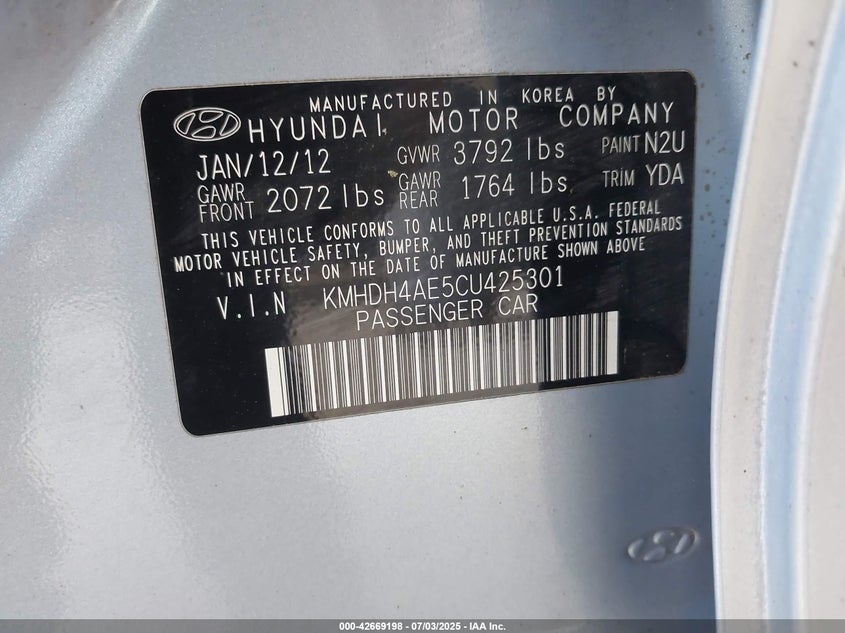 MANUFACTURED IN KOREA BY
HYUNDAI MOTOR COMPANY
JAN/12/12 GVWR 3792 lbs PAINT N2U
GAWR FRONT 2072 lbs GAWR REAR 1764 lbs TRIM YDA
THIS VEHICLE CONFORMS TO ALL APPLICABLE U.S.A. FEDERAL
MOTOR VEHICLE SAFETY, BUMPER, AND THEFT PREVENTION STANDARDS
IN EFFECT ON THE DATE OF MANUFACTURE SHOWN ABOVE
V.I.N KMHDH4AE5CU425301
PASSENGER CAR
000-42669198 - 07/03/2025 - IAA Inc.